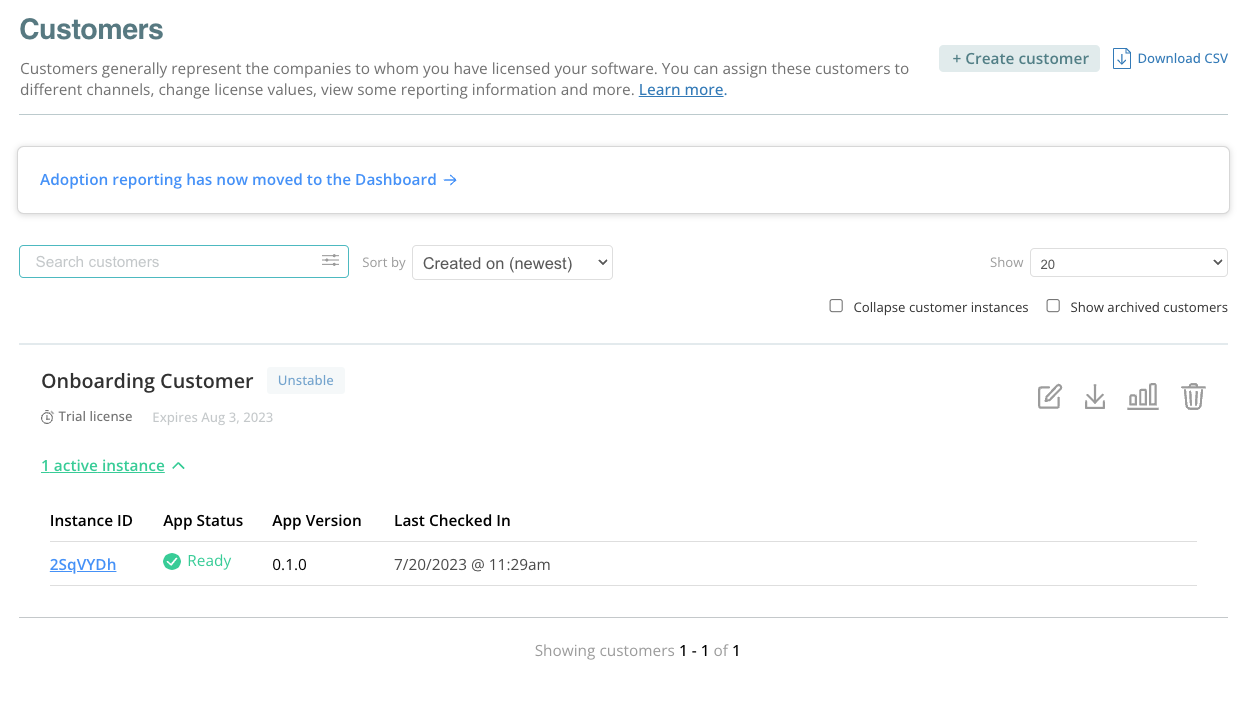 Customers
Customers generally represent the companies to whom you have licensed your software. You can assign these customers to
different channels, change license values, view some reporting information and more. Learn more.
+ Create customer
Download CSV
Adoption reporting has now moved to the Dashboard →
Search customers
Sort by
Created on (newest)
Show
20
Collapse customer instances
Show archived customers
Onboarding Customer
Unstable
Trial license
Expires Aug 3, 2023
1 active instance
Instance ID App Status App Version Last Checked In
2SqVYDh Ready 0.1.0 7/20/2023 @ 11:29am
Showing customers 1 - 1 of 1